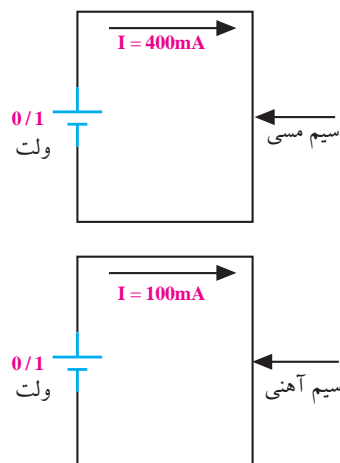 I = 400mA
0/1
ولت
سیم مسی
I = 100mA
0/1
ولت
سیم آهنی